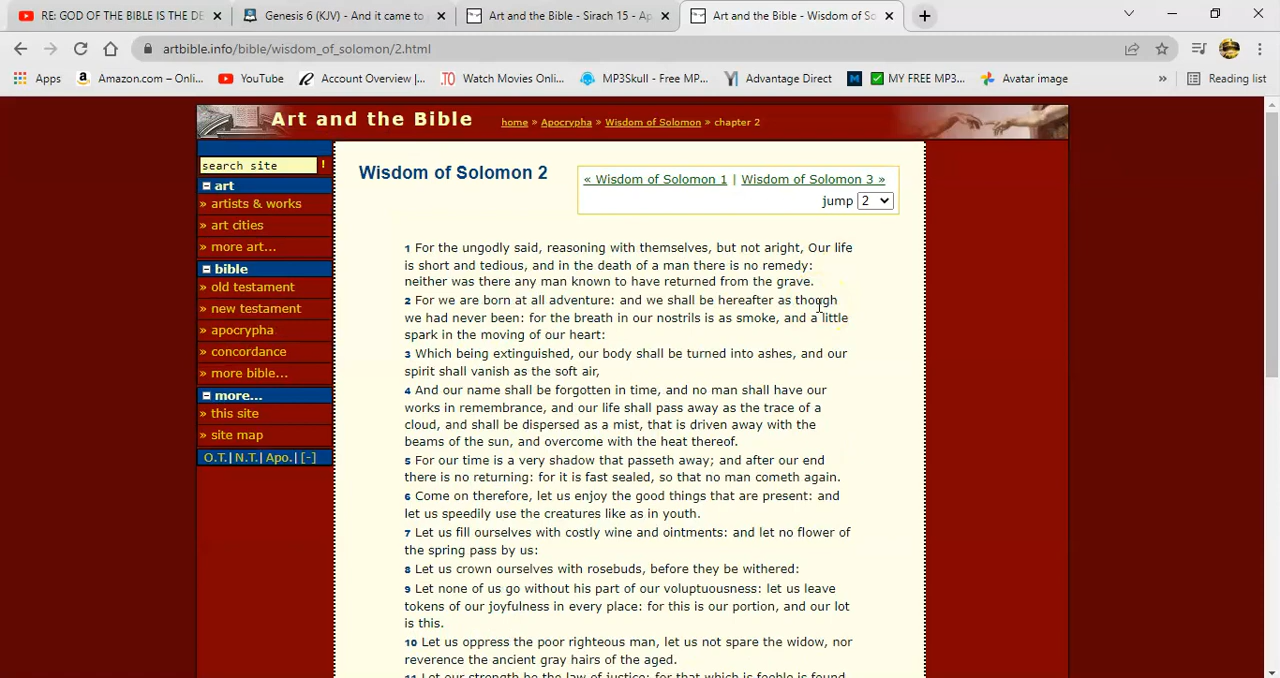 RE: GOD OF THE BIBLE IS THE DE
Genesis 6 (KJV) - And it came to
Art and the Bible - Sirach 15 - Ap
Art and the Bible - Wisdom of So
artbible.info/bible/wisdom_of_solomon/2.html
Apps
Amazon.com – Onli...
YouTube
Account Overview |...
Watch Movies Onlin...
MP3Skull - Free MP...
Advantage Direct
MY FREE MP3...
Avatar image
»
Reading list
Art and the Bible
home » Apocrypha » Wisdom of Solomon » chapter 2
search site !
art
» artists & works
» art cities
» more art...
bible
» old testament
» new testament
» apocrypha
» concordance
» more bible...
more...
» this site
» site map
O.T.| N.T.| Apo.| [-]
Wisdom of Solomon 2
« Wisdom of Solomon 1 | Wisdom of Solomon 3 »
jump 2
1 For the ungodly said, reasoning with themselves, but not aright, Our life
is short and tedious, and in the death of a man there is no remedy:
neither was there any man known to have returned from the grave.
2 For we are born at all adventure: and we shall be hereafter as though
we had never been: for the breath in our nostrils is as smoke, and a little
spark in the moving of our heart:
3 Which being extinguished, our body shall be turned into ashes, and our
spirit shall vanish as the soft air,
4 And our name shall be forgotten in time, and no man shall have our
works in remembrance, and our life shall pass away as the trace of a
cloud, and shall be dispersed as a mist, that is driven away with the
beams of the sun, and overcome with the heat thereof.
5 For our time is a very shadow that passeth away; and after our end
there is no returning: for it is fast sealed, so that no man cometh again.
6 Come on therefore, let us enjoy the good things that are present: and
let us speedily use the creatures like as in youth.
7 Let us fill ourselves with costly wine and ointments: and let no flower of
the spring pass by us:
8 Let us crown ourselves with rosebuds, before they be withered:
9 Let none of us go without his part of our voluptuousness: let us leave
tokens of our joyfulness in every place: for this is our portion, and our lot
is this.
10 Let us oppress the poor righteous man, let us not spare the widow, nor
reverence the ancient gray hairs of the aged.
11 Let our strength be the law of justice: for that which is feeble is found